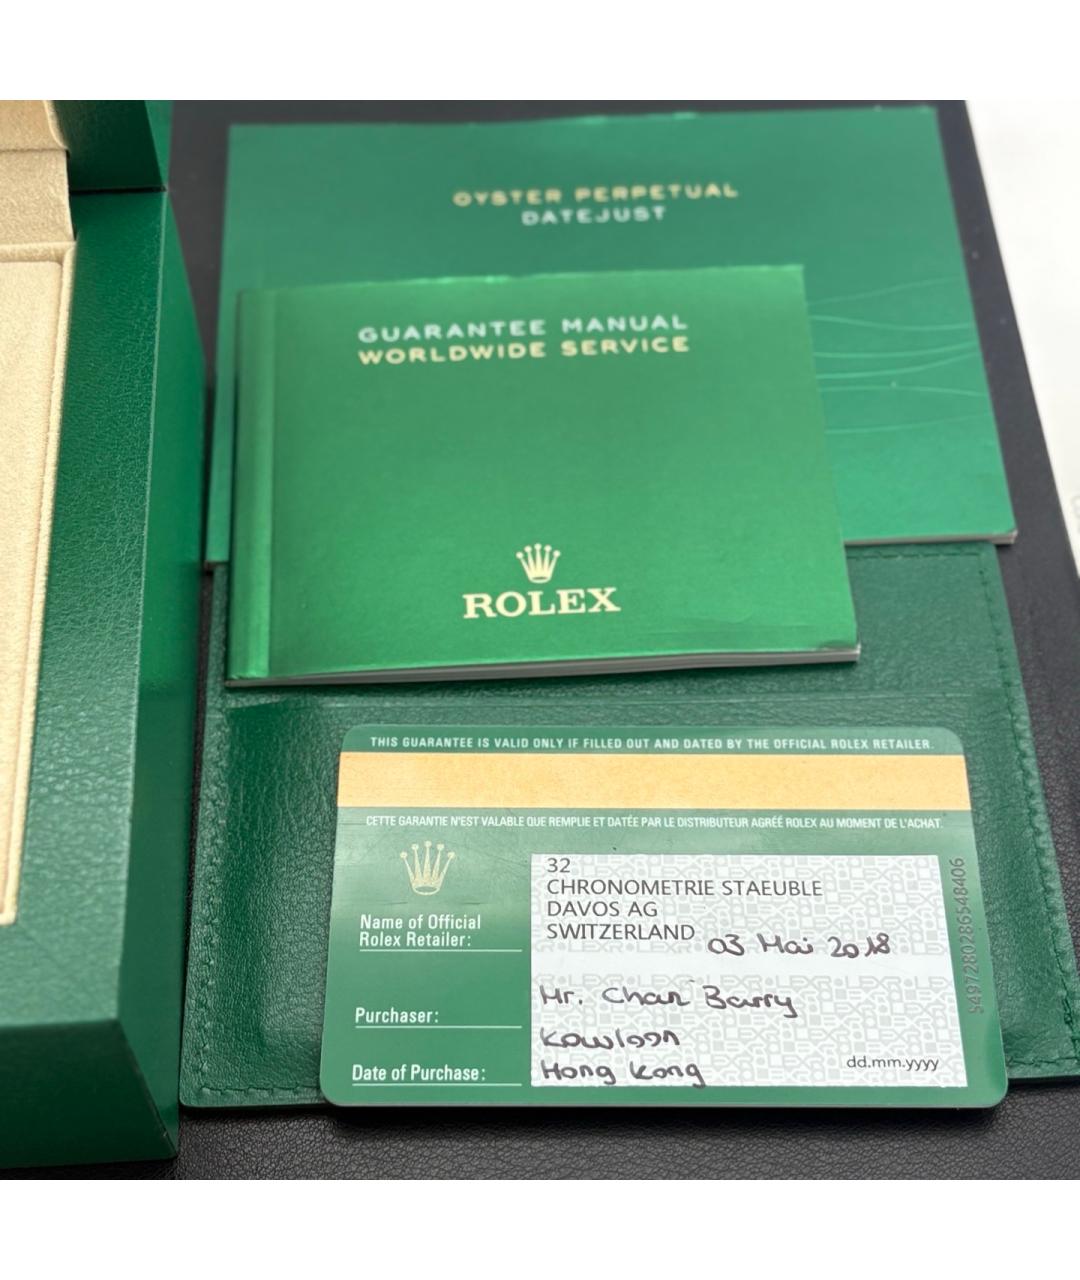 OYSTER PERPETUAL
DATEJUST
GUARANTEE MANUAL
WORLDWIDE SERVICE
ROLEX
THIS GUARANTEE IS VALID ONLY IF FILLED OUT AND DATED BY THE OFFICIAL ROLEX RETAILER.
CETTE GARANTIE N'EST VALABLE QUE REMPLIE ET DATÉE PAR LE DISTRIBUTEUR AGRÉÉ ROLEX AU MOMENT DE L'ACHAT.
Name of Official
Rolex Retailer:
32
CHRONOMETRIE STAEUBLE
DAVOS AG
SWITZERLAND
03 Mai 2018
Purchaser:
Mr. Chan Barry
Kowloon
Date of Purchase:
Hong Kong
dd.mm.yyyy
5497280286548406